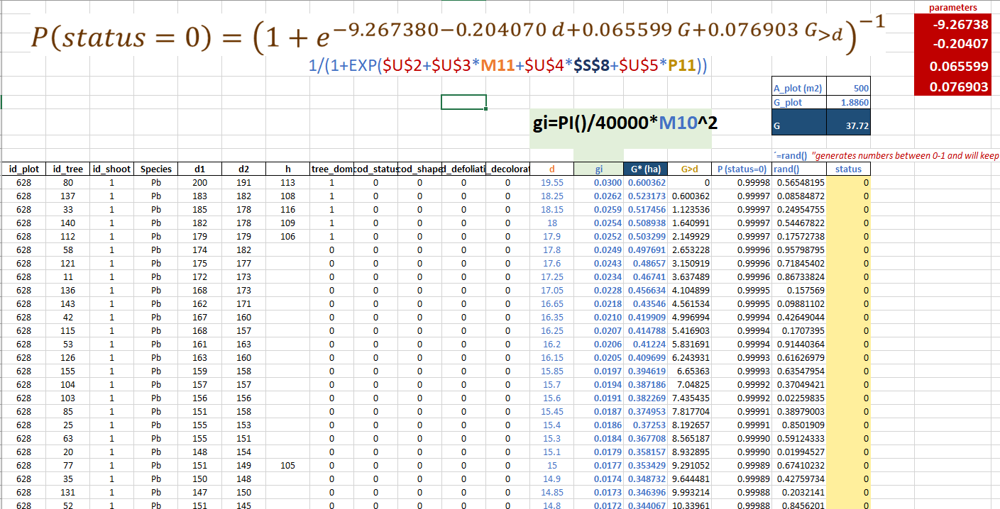 parameters
P(status = 0) = (1 + e^−9.267380−0.204070 d+0.065599 G+0.076903 G>d)^−1
-9.26738
-0.20407
0.065599
0.076903
1/(1+EXP($U$2+$U$3*M11+$U$4*$S$8+$U$5*P11))
A_plot (m2) 500
G_plot 1.8860
G 37.72
gi=PI()/40000*M10^2
´=rand() "generates numbers between 0-1 and will keep
id_plot id_tree id_shoot Species d1 d2 h tree_dom cod_status cod_shape d_defoliati _decolorat d gi G* (ha) G>d P (status=0) rand() status
628 80 1 Pb 200 191 113 1 0 0 0 0 19.55 0.0300 0.600362 0 0.99998 0.56548195 0
628 137 1 Pb 183 182 108 1 0 0 0 0 18.25 0.0262 0.523173 0.600362 0.99997 0.08584872 0
628 33 1 Pb 185 178 116 1 0 0 0 0 18.15 0.0259 0.517456 1.123536 0.99997 0.24954755 0
628 140 1 Pb 182 178 109 1 0 0 0 0 18 0.0254 0.508938 1.640991 0.99997 0.54467822 0
628 112 1 Pb 179 179 106 1 0 0 0 0 17.9 0.0252 0.503299 2.149929 0.99997 0.17572738 0
628 58 1 Pb 174 182 0 0 0 0 0 17.8 0.0249 0.497691 2.653228 0.99996 0.95798795 0
628 121 1 Pb 175 177 0 0 0 0 0 17.6 0.0243 0.48657 3.150919 0.99996 0.71845402 0
628 11 1 Pb 172 173 0 0 0 0 0 17.25 0.0234 0.46741 3.637489 0.99996 0.86733824 0
628 136 1 Pb 168 173 0 0 0 0 0 17.05 0.0228 0.456634 4.104899 0.99995 0.157569 0
628 143 1 Pb 162 171 0 0 0 0 0 16.65 0.0218 0.43546 4.561534 0.99995 0.09881102 0
628 42 1 Pb 167 160 0 0 0 0 0 16.35 0.0210 0.419909 4.996994 0.99994 0.42649044 0
628 115 1 Pb 168 157 0 0 0 0 0 16.25 0.0207 0.414788 5.416903 0.99994 0.1707395 0
628 53 1 Pb 161 163 0 0 0 0 0 16.2 0.0206 0.41224 5.831691 0.99994 0.91440364 0
628 126 1 Pb 163 160 0 0 0 0 0 16.15 0.0205 0.409699 6.243931 0.99993 0.61626979 0
628 155 1 Pb 159 158 0 0 0 0 0 15.85 0.0197 0.394619 6.65363 0.99993 0.63547954 0
628 104 1 Pb 157 157 0 0 0 0 0 15.7 0.0194 0.387186 7.04825 0.99992 0.37049421 0
628 103 1 Pb 156 156 0 0 0 0 0 15.6 0.0191 0.382269 7.435435 0.99992 0.02259835 0
628 85 1 Pb 151 158 0 0 0 0 0 15.45 0.0187 0.374953 7.817704 0.99991 0.38979003 0
628 25 1 Pb 155 153 0 0 0 0 0 15.4 0.0186 0.37253 8.192657 0.99991 0.8501909 0
628 63 1 Pb 155 151 0 0 0 0 0 15.3 0.0184 0.367708 8.565187 0.99990 0.59124333 0
628 20 1 Pb 148 154 0 0 0 0 0 15.1 0.0179 0.358157 8.932895 0.99990 0.01994527 0
628 77 1 Pb 151 149 105 0 0 0 0 0 15 0.0177 0.353429 9.291052 0.99989 0.67410232 0
628 35 1 Pb 150 148 0 0 0 0 0 14.9 0.0174 0.348732 9.644481 0.99989 0.42759734 0
628 131 1 Pb 147 150 0 0 0 0 0 14.85 0.0173 0.346396 9.993214 0.99988 0.2032141 0
628 52 1 Pb 151 145 0 0 0 0 0 14.8 0.0172 0.344067 10.33961 0.99988 0.8456201 0